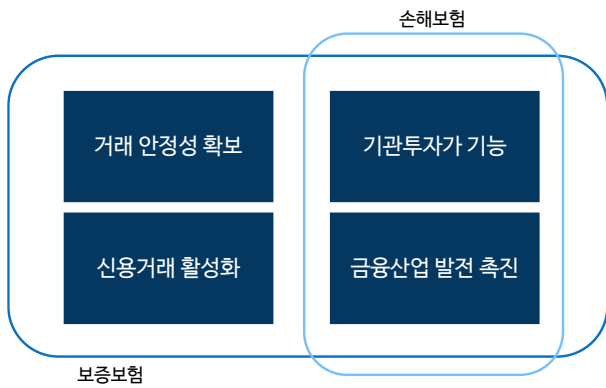 손해보험
거래 안정성 확보
기관투자가 기능
신용거래 활성화
금융산업 발전 촉진
보증보험